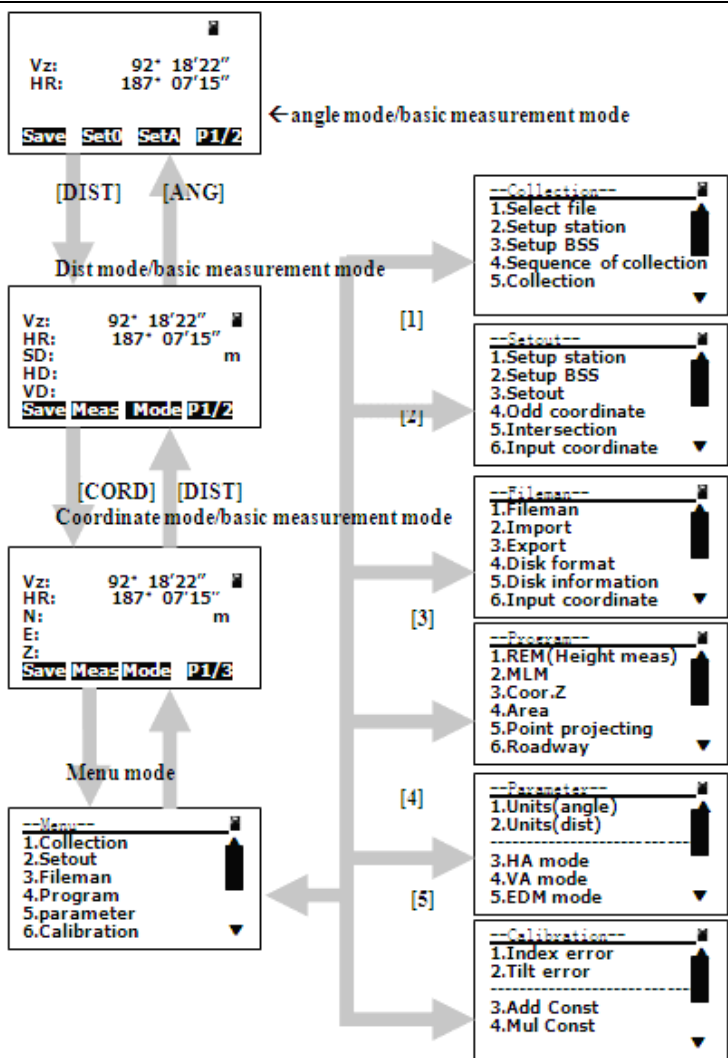 Vz: 92° 18′22″
HR: 187° 07′15″
Save Set0 SetA P1/2
←angle mode/basic measurement mode
[DIST] [ANG]
Dist mode/basic measurement mode
Vz: 92° 18′22″
HR: 187° 07′15″
SD: m
HD:
VD:
Save Meas Mode P1/2
[CORD] [DIST]
Coordinate mode/basic measurement mode
Vz: 92° 18′22″
HR: 187° 07′15″
N: m
E:
Z:
Save Meas Mode P1/3
Menu mode
--Menu--
1.Collection
2.Setout
3.Fileman
4.Program
5.parameter
6.Calibration
--Collection--
1.Select file
2.Setup station
3.Setup BSS
4.Sequence of collection
5.Collection
[1]
--Setout--
1.Setup station
2.Setup BSS
3.Setout
4.Odd coordinate
5.Intersection
6.Input coordinate
[2]
--Fileman--
1.Fileman
2.Import
3.Export
4.Disk format
5.Disk information
6.Input coordinate
[3]
--Program--
1.REM(Height meas)
2.MLM
3.Coor.Z
4.Area
5.Point projecting
6.Roadway
[4]
--Parameter--
1.Units(angle)
2.Units(dist)
3.HA mode
4.VA mode
5.EDM mode
[5]
--Calibration--
1.Index error
2.Tilt error
3.Add Const
4.Mul Const